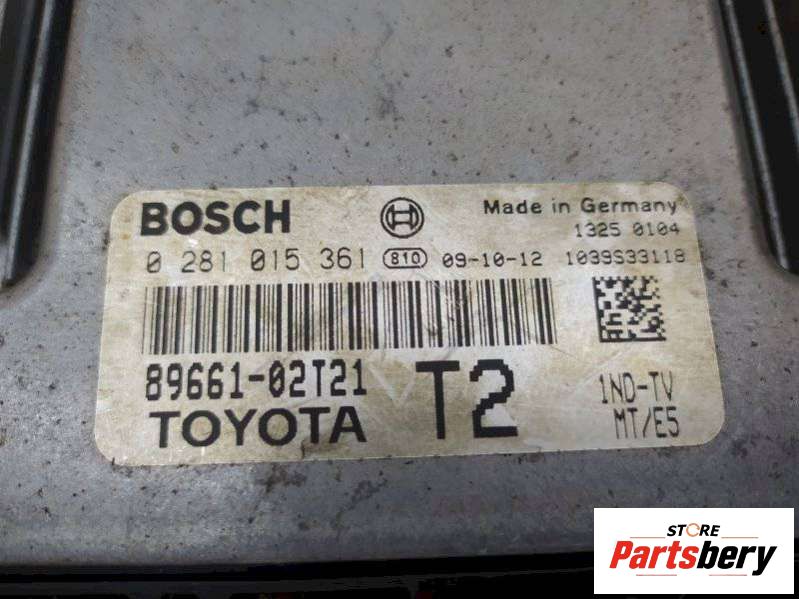 BOSCH
Made in Germany
1325 0104
0 281 015 361 810 09-10-12 1039S33118
89661-02T21
T2
1ND-TV
TOYOTA
MT/E5
STORE
Partsbery